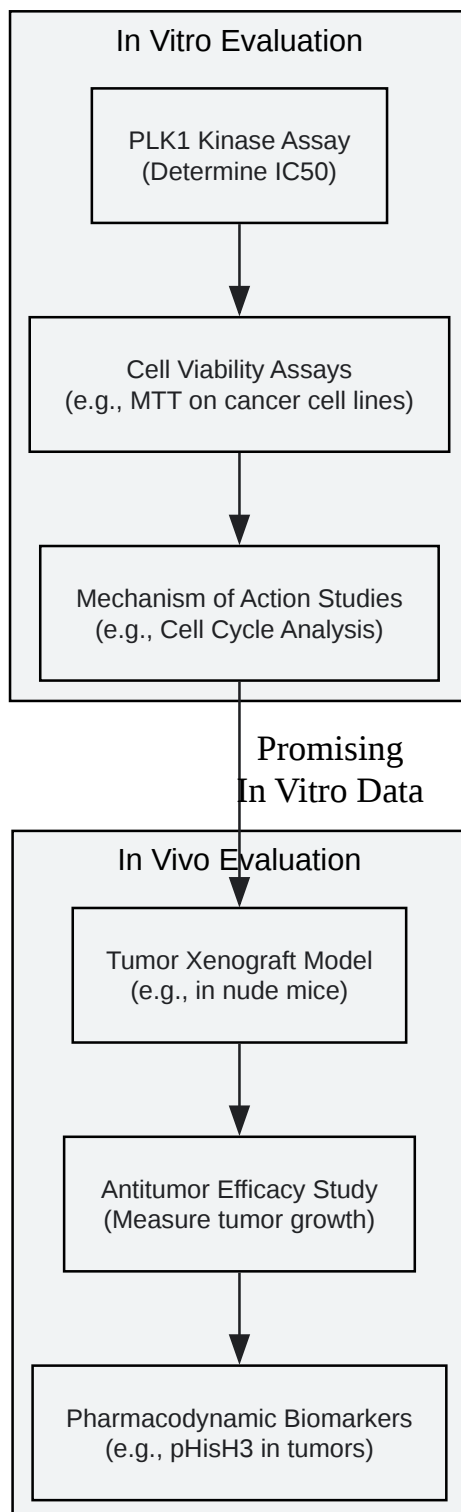 In Vitro Evaluation
PLK1 Kinase Assay
(Determine IC50)
Cell Viability Assays
(e.g., MTT on cancer cell lines)
Mechanism of Action Studies
(e.g., Cell Cycle Analysis)
Promising
In Vitro Data
In Vivo Evaluation
Tumor Xenograft Model
(e.g., in nude mice)
Antitumor Efficacy Study
(Measure tumor growth)
Pharmacodynamic Biomarkers
(e.g., pHisH3 in tumors)